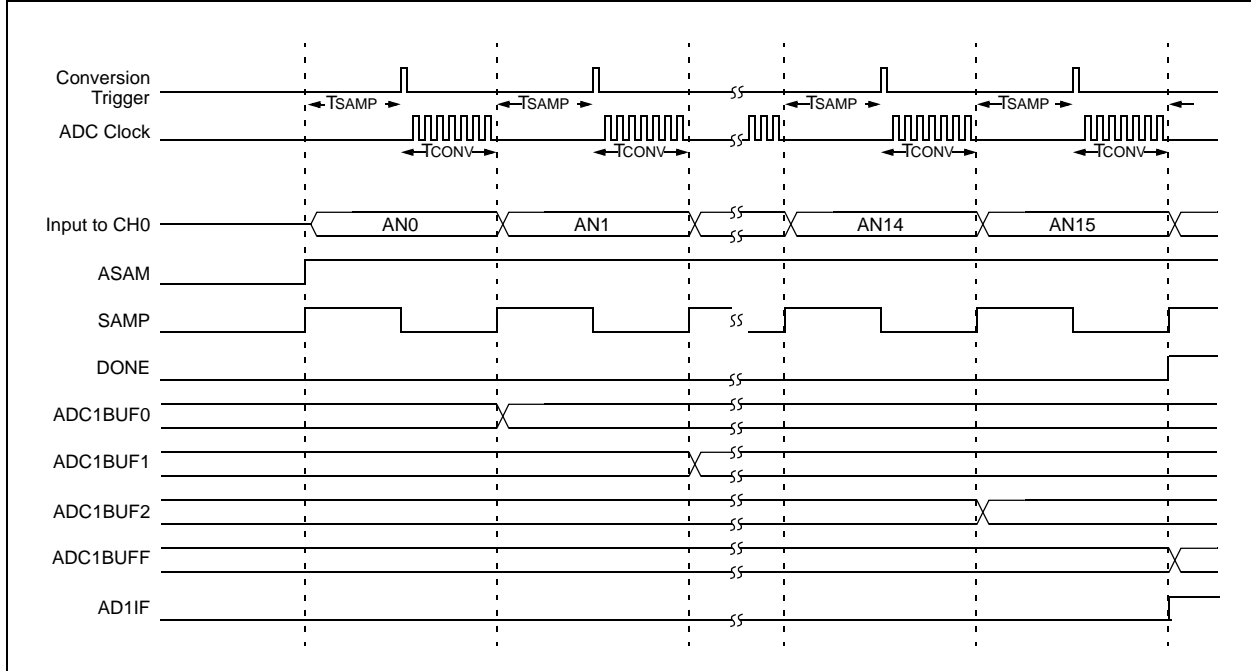 Conversion
Trigger
TSAMP TSAMP TSAMP TSAMP
ADC Clock
TCONV TCONV TCONV TCONV
Input to CH0 AN0 AN1 AN14 AN15
ASAM
SAMP
DONE
ADC1BUF0
ADC1BUF1
ADC1BUF2
ADC1BUFF
AD1IF